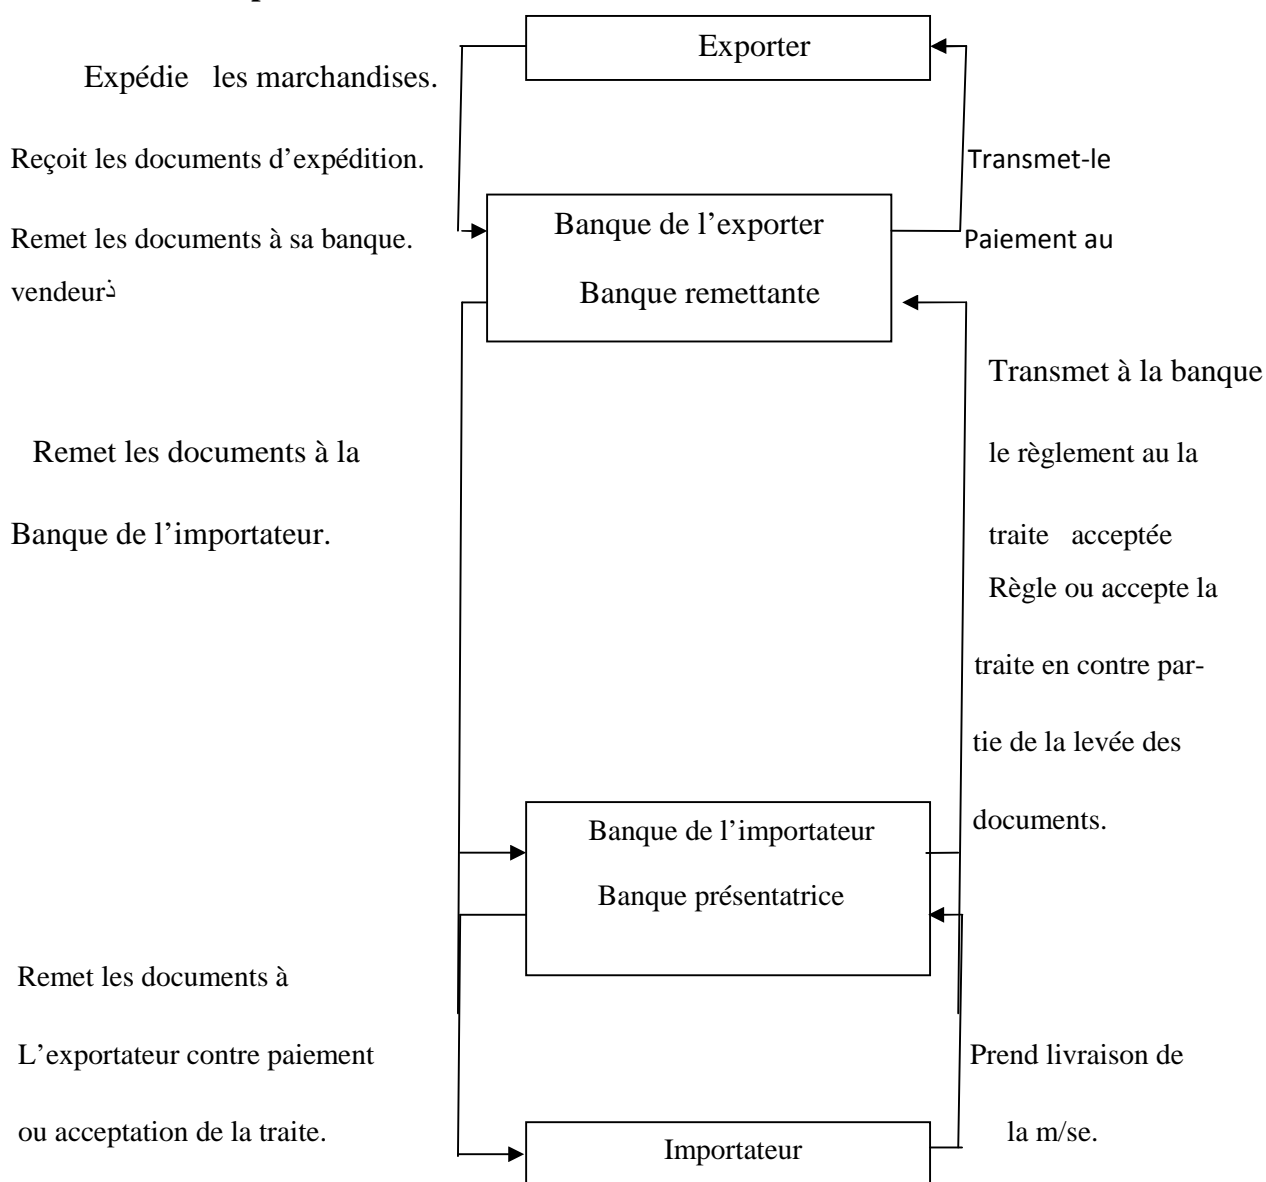 Exporter
Expédie les marchandises.
Reçoit les documents d’expédition.
Transmet-le
Remet les documents à sa banque.
Banque de l’exporter
Paiement au
vendeurذ
Banque remettante
Transmet à la banque
Remet les documents à la
le règlement au la
Banque de l’importateur.
traite acceptée
Règle ou accepte la
traite en contre par-
tie de la levée des
documents.
Banque de l’importateur
Banque présentatrice
Remet les documents à
L’exportateur contre paiement
Prend livraison de
ou acceptation de la traite.
la m/se.
Importateur